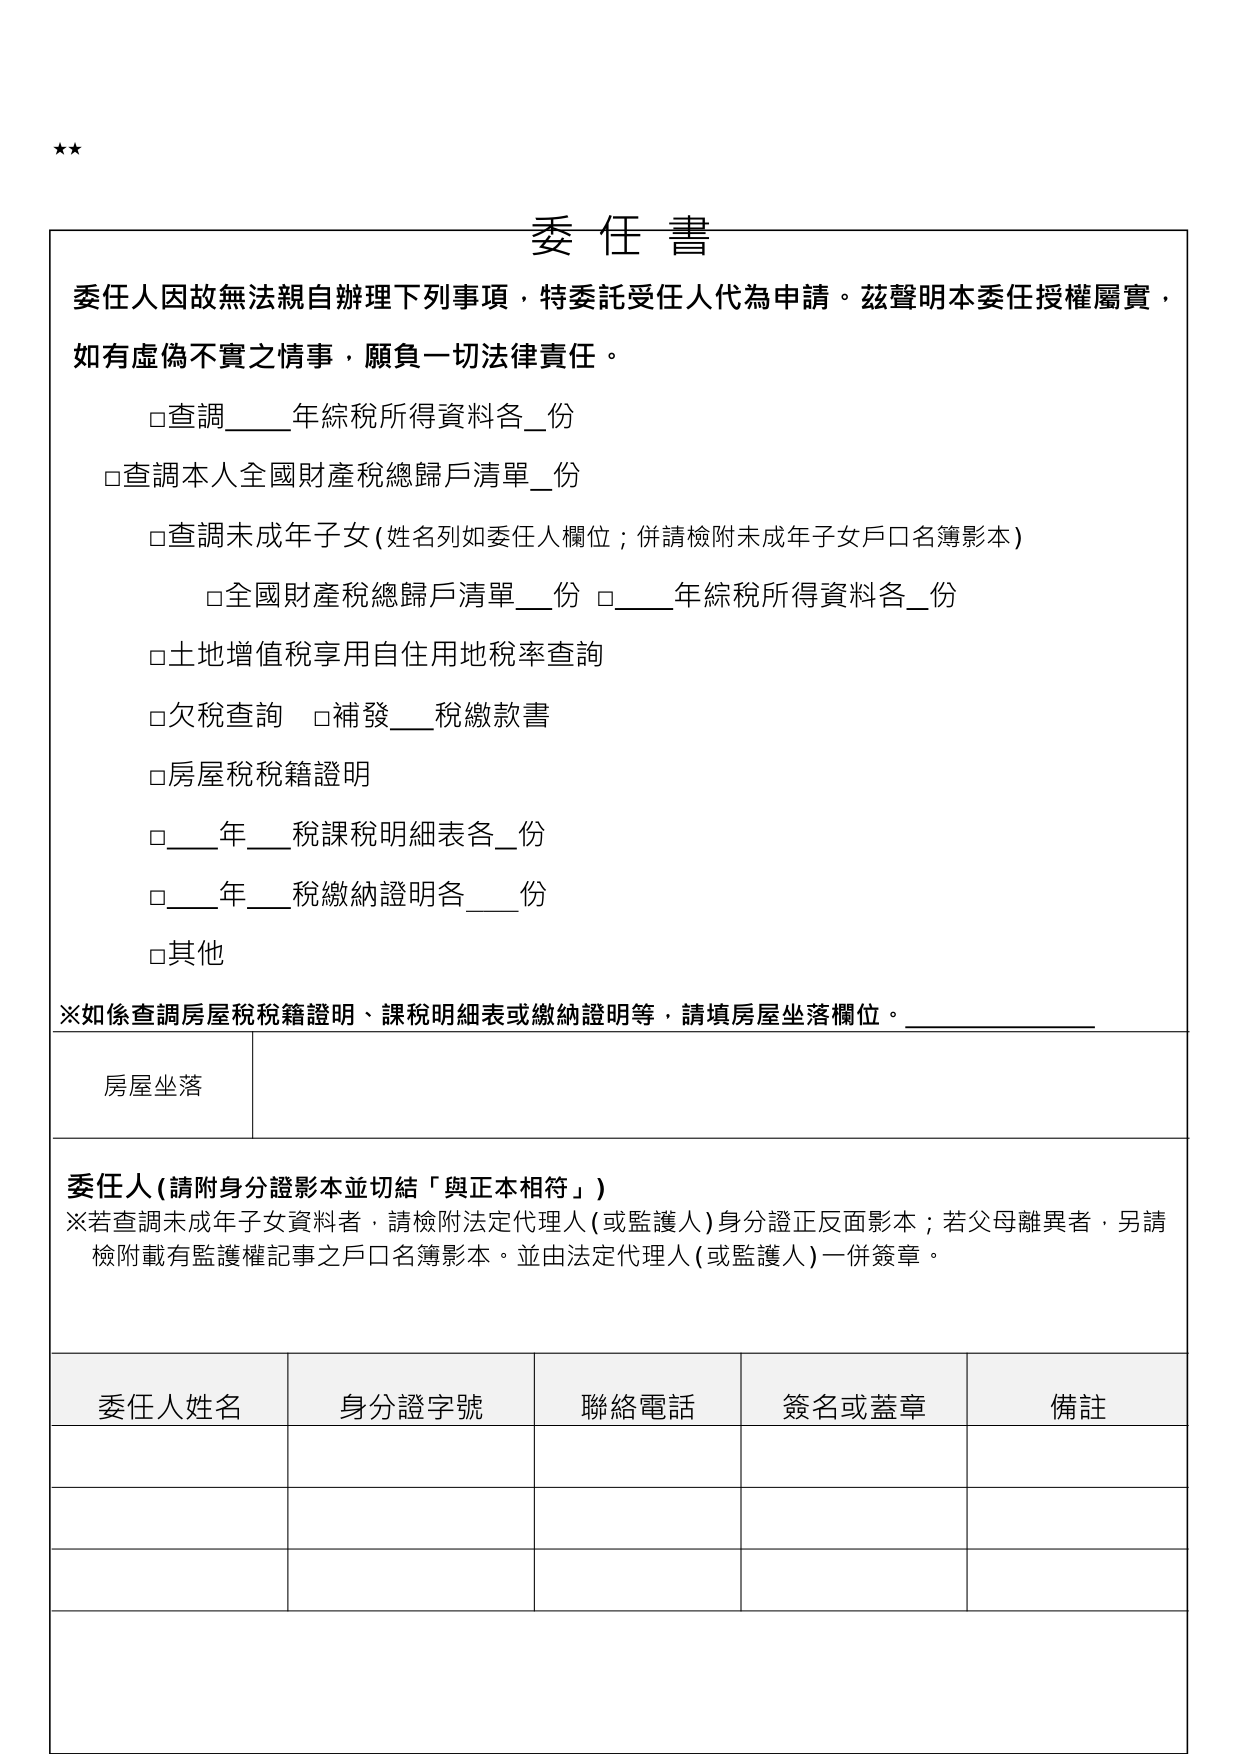 ★★
委 任 書
委任人因故無法親自辦理下列事項，特委託受任人代為申請。茲聲明本委任授權屬實，
如有虛偽不實之情事，願負一切法律責任。
□查調____年綜稅所得資料各__份
□查調本人全國財產稅總歸戶清單__份
□查調未成年子女(姓名列如委任人欄位；併請檢附未成年子女戶口名簿影本)
□全國財產稅總歸戶清單___份 □____年綜稅所得資料各__份
□土地增值稅享用自住用地稅率查詢
□欠稅查詢 □補發___稅繳款書
□房屋稅稅籍證明
□____年___稅課稅明細表各__份
□____年___稅繳納證明各____份
□其他
※如係查調房屋稅稅籍證明、課稅明細表或繳納證明等，請填房屋坐落欄位。_______________
房屋坐落
委任人(請附身分證影本並切結「與正本相符」)
※若查調未成年子女資料者，請檢附法定代理人(或監護人)身分證正反面影本；若父母離異者，另請
檢附載有監護權記事之戶口名簿影本。並由法定代理人(或監護人)一併簽章。
委任人姓名 身分證字號 聯絡電話 簽名或蓋章 備註